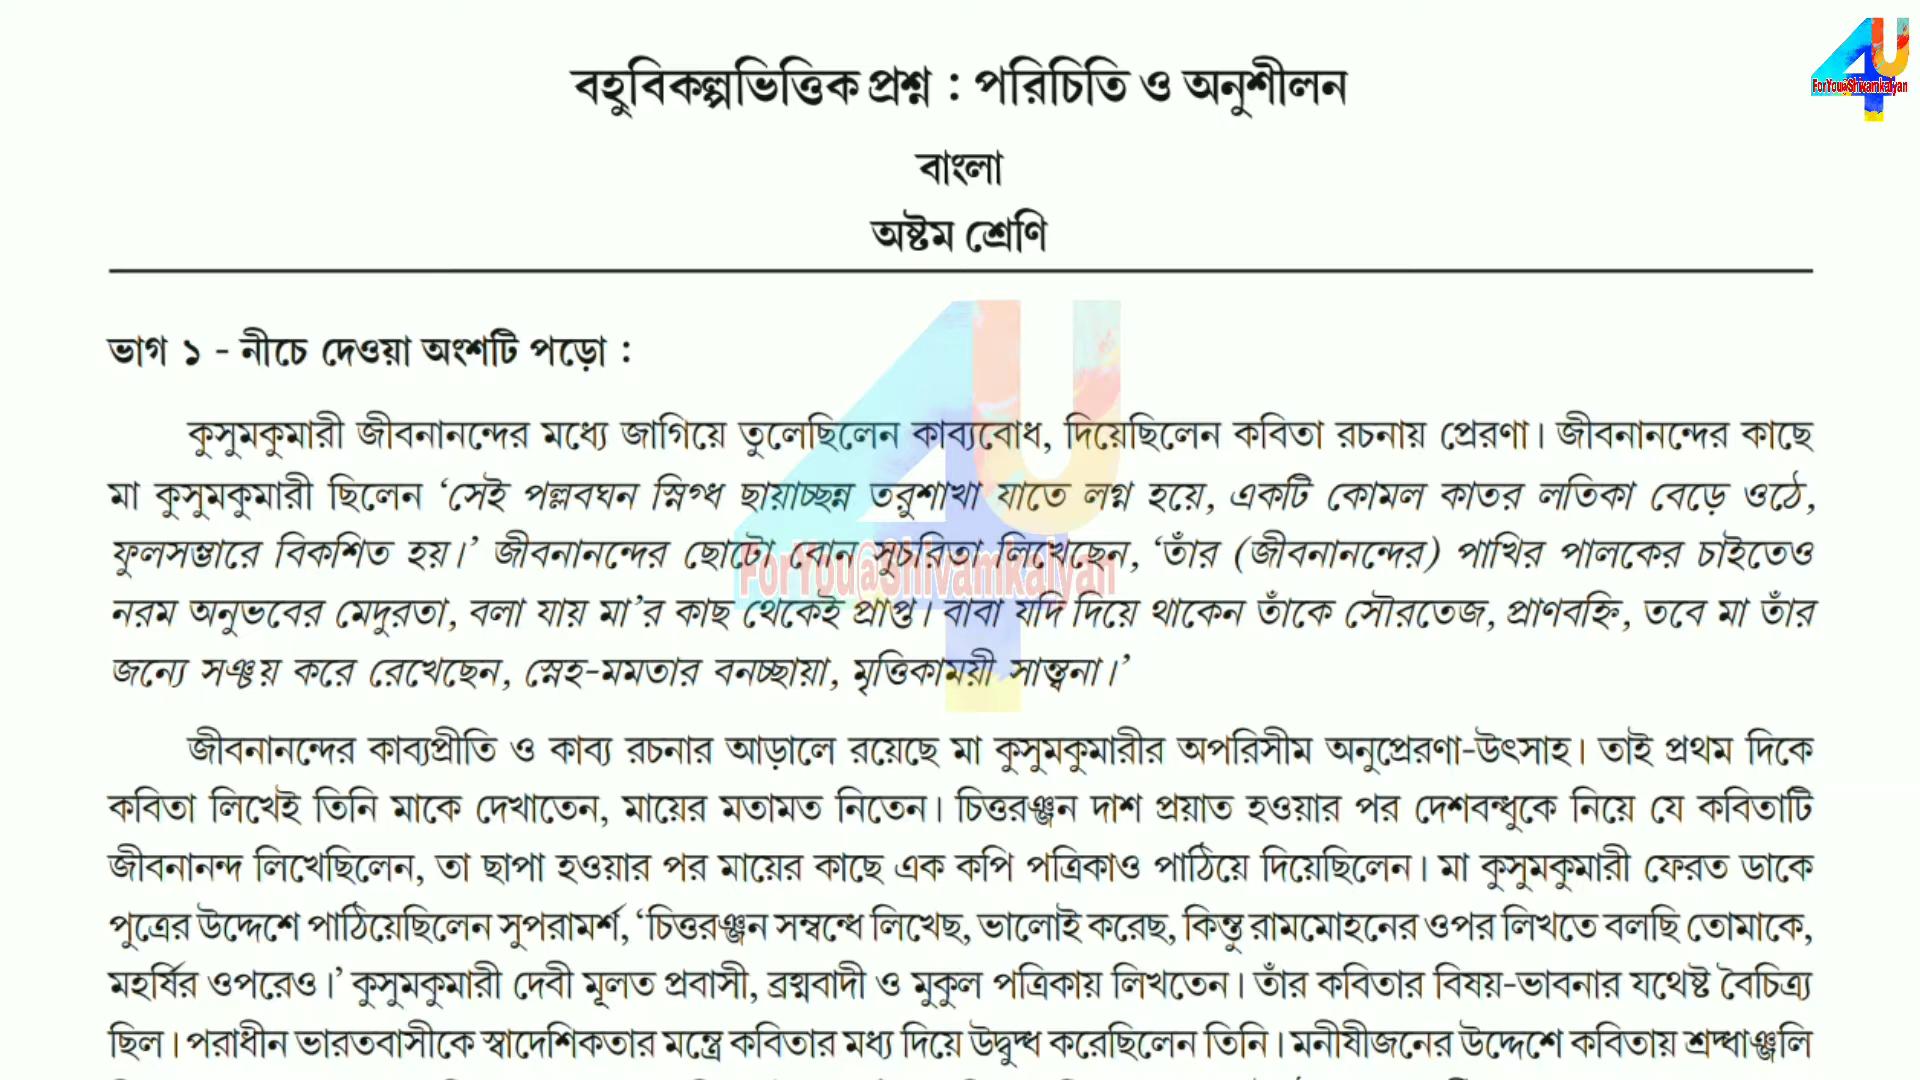 বহুবিকল্পভিত্তিক প্রশ্ন : পরিচিতি ও অনুশীলন
বাংলা
অষ্টম শ্রেণি
4U
ForYou@Shivamkalyan
ভাগ ১ - নীচে দেওয়া অংশটি পড়ো :
কুসুমকুমারী জীবনানন্দের মধ্যে জাগিয়ে তুলেছিলেন কাব্যবোধ, দিয়েছিলেন কবিতা রচনায় প্রেরণা। জীবনানন্দের কাছে
মা কুসুমকুমারী ছিলেন ‘সেই পল্লবঘন স্নিগ্ধ ছায়াচ্ছন্ন তরুশাখা যাতে লগ্ন হয়ে, একটি কোমল কাতর লতিকা বেড়ে ওঠে,
ফুলসম্ভারে বিকশিত হয়।’ জীবনানন্দের ছোটো বোন সুচরিতা লিখেছেন, ‘তাঁর (জীবনানন্দের) পাখির পালকের চাইতেও
নরম অনুভবের মেদুরতা, বলা যায় মা’র কাছ থেকেই প্রাপ্ত। বাবা যদি দিয়ে থাকেন তাঁকে সৌরতেজ, প্রাণবহ্নি, তবে মা তাঁর
জন্যে সঞ্চয় করে রেখেছেন, স্নেহ-মমতার বনচ্ছায়া, মৃত্তিকাময়ী সান্ত্বনা।’
ForYou@Shivamkalyan
জীবনানন্দের কাব্যপ্রীতি ও কাব্য রচনার আড়ালে রয়েছে মা কুসুমকুমারীর অপরিসীম অনুপ্রেরণা-উৎসাহ। তাই প্রথম দিকে
কবিতা লিখেই তিনি মাকে দেখাতেন, মায়ের মতামত নিতেন। চিত্তরঞ্জন দাশ প্রয়াত হওয়ার পর দেশবন্ধুকে নিয়ে যে কবিতাটি
জীবনানন্দ লিখেছিলেন, তা ছাপা হওয়ার পর মায়ের কাছে এক কপি পত্রিকাও পাঠিয়ে দিয়েছিলেন। মা কুসুমকুমারী ফেরত ডাকে
পুত্রের উদ্দেশে পাঠিয়েছিলেন সুপরামর্শ, ‘চিত্তরঞ্জন সম্বন্ধে লিখেছ, ভালোই করেছ, কিন্তু রামমোহনের ওপর লিখতে বলছি তোমাকে,
মহর্ষির ওপরেও।’ কুসুমকুমারী দেবী মূলত প্রবাসী, ব্রহ্মবাদী ও মুকুল পত্রিকায় লিখতেন। তাঁর কবিতার বিষয়-ভাবনার যথেষ্ট বৈচিত্র্য
ছিল। পরাধীন ভারতবাসীকে স্বাদেশিকতার মন্ত্রে কবিতার মধ্য দিয়ে উদ্বুদ্ধ করেছিলেন তিনি। মনীষীজনের উদ্দেশে কবিতায় শ্রদ্ধাঞ্জলি